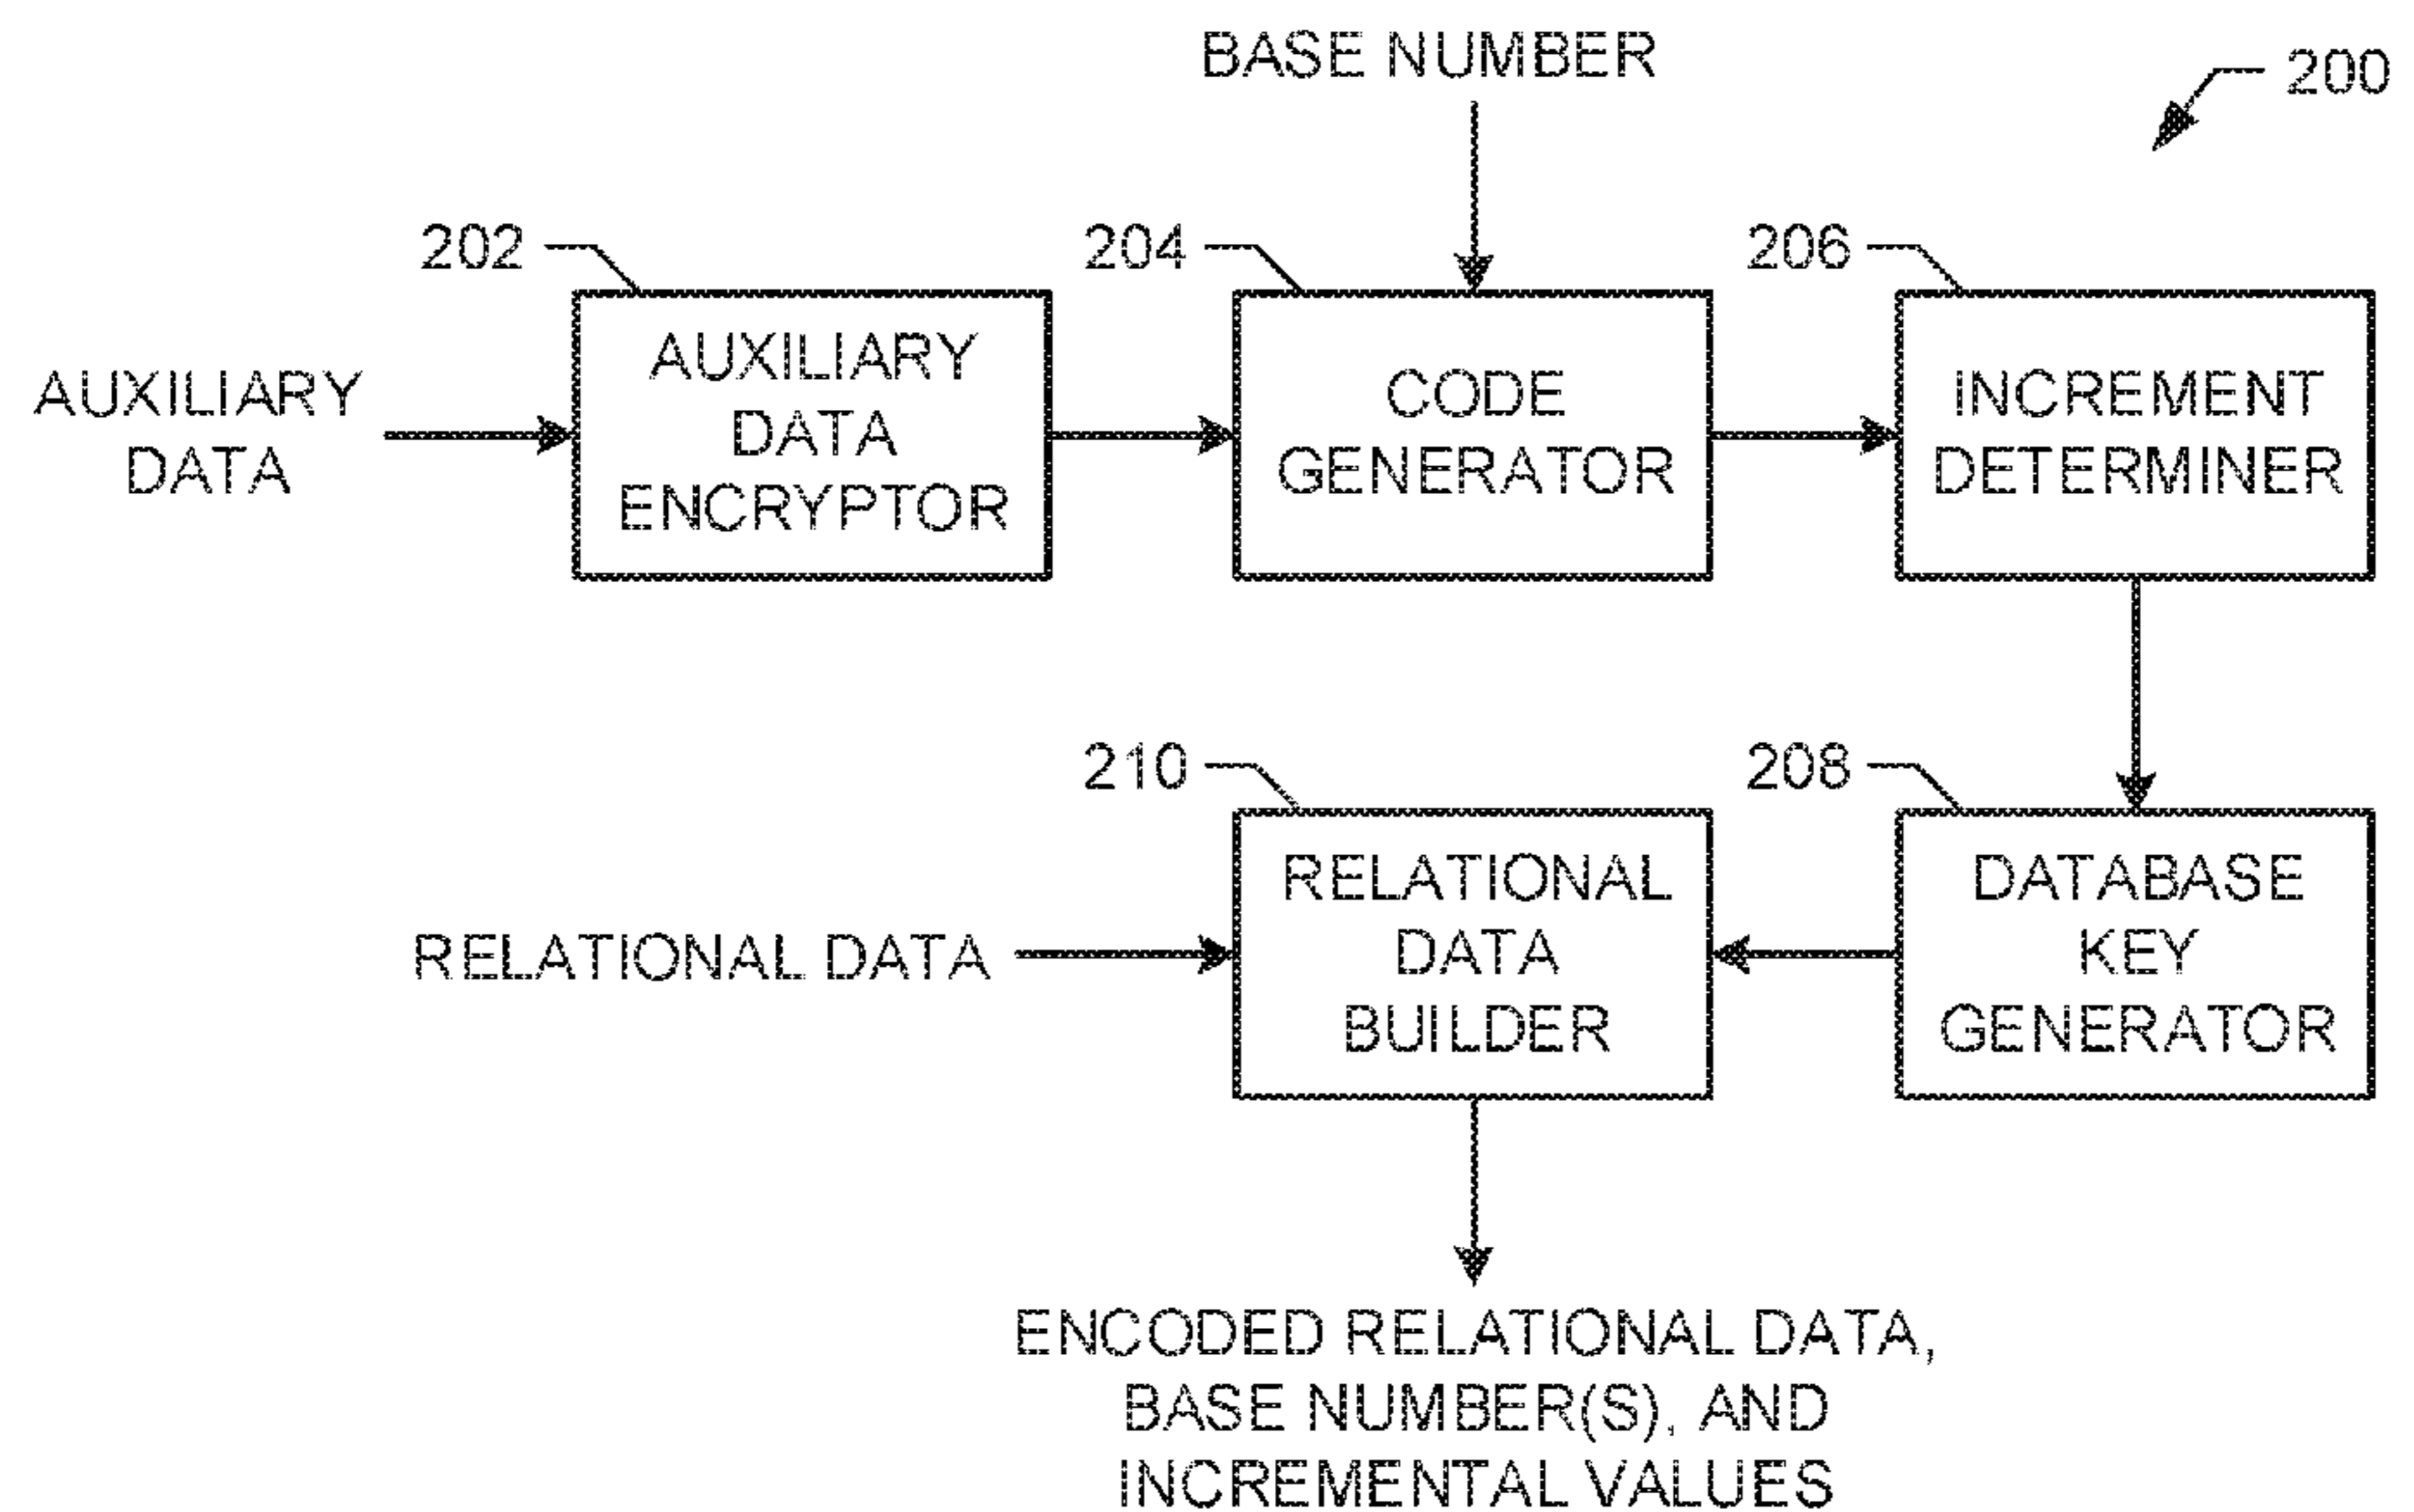 BASE NUMBER
200
202
204
206
AUXILIARY
DATA
AUXILIARY
DATA
ENCRYPTOR
CODE
GENERATOR
INCREMENT
DETERMINER
210
208
RELATIONAL DATA
RELATIONAL
DATA
BUILDER
DATABASE
KEY
GENERATOR
ENCODED RELATIONAL DATA,
BASE NUMBER(S), AND
INCREMENTAL VALUES